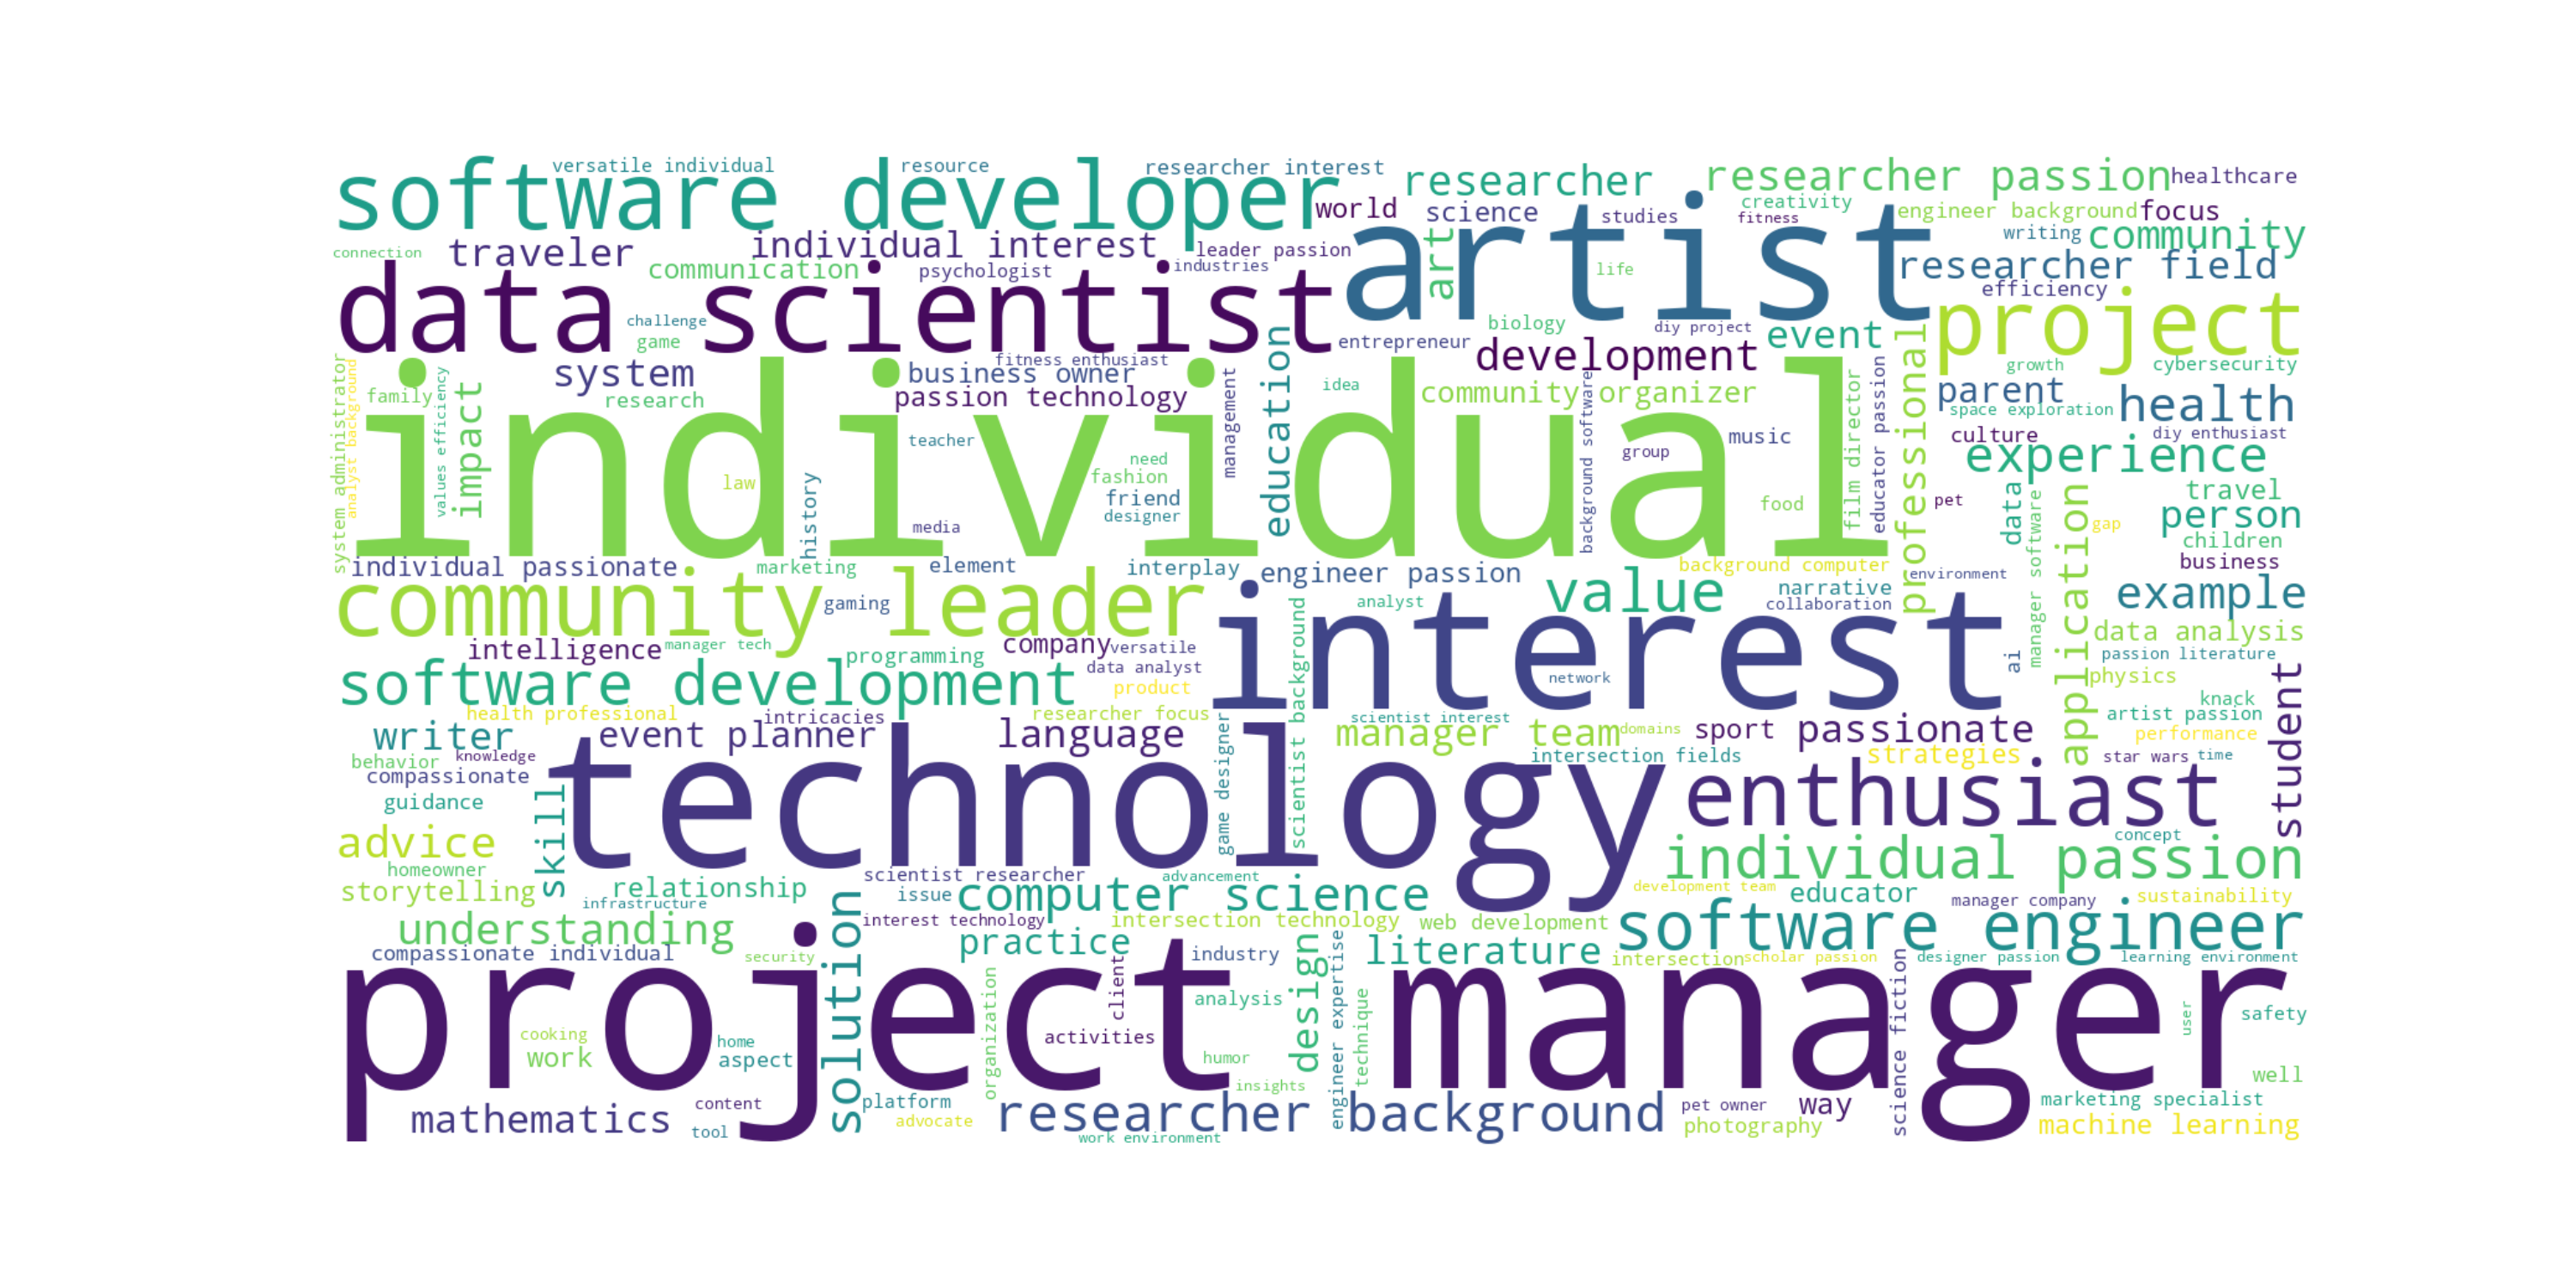 versatile individual
resource
researcher interest
software developer
researcher
researcher passion
healthcare
world
science
studies
creativity
fitness
engineer background
focus
artist
art
writing
community
connection
traveler
individual interest
leader passion
communication
psychologist
industries
life
researcher field
efficiency
data scientist
challenge
game
entrepreneur
biology
diy project
event
project
development
fitness enthusiast
system
business owner
idea
growth
cybersecurity
system administrator
analyst background
family
values efficiency
impact
research
passion technology
management
education
community organizer
background software
film director
educator passion
professional
parent
space exploration
health
individual
teacher
music
culture
diy enthusiast
law
history
need
fashion
friend
designer
media
group
food
pet
experience
data
manager software
application
travel
person
gap
children
individual passionate
marketing
element
interplay
engineer passion
background computer
environment
business
community leader
gaming
analyst
value
narrative
collaboration
example
interest
intelligence
manager tech
programming
company
versatile
data analyst
scientist background
ai
data analysis
passion literature
software development
product
network
physics
student
knack
health professional
intricacies
researcher focus
scientist interest
artist passion
writer
event planner
language
game designer
manager team
domains
sport
passionate
performance
behavior
knowledge
intersection fields
strategies
star wars
time
compassionate
technology
enthusiast
guidance
skill
advice
concept
homeowner
individual passion
storytelling
relationship
scientist researcher
advancement
infrastructure
issue
computer science
development team
educator
manager company
sustainability
understanding
solution
interest technology
intersection technology
web development
software engineer
compassionate individual
security
practice
industry
design
engineer expertise
literature
intersection
scholar passion
designer passion
learning environment
project manager
client
organization
analysis
technique
science fiction
user
safety
cooking
work
home
aspect
activities
humor
insights
well
mathematics
content
tool
platform
advocate
researcher background
work environment
pet owner
way
photography
marketing specialist
machine learning